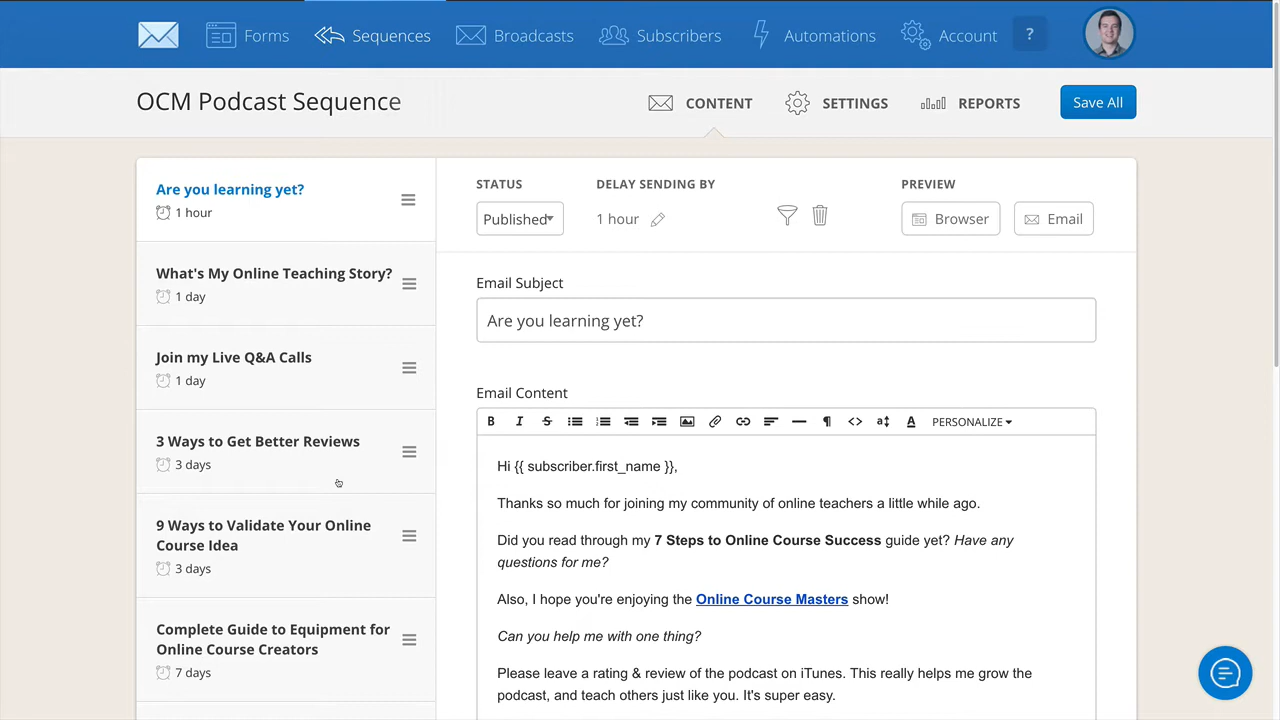 Forms
Sequences
Broadcasts
Subscribers
Automations
Account
?
OCM Podcast Sequence
CONTENT
SETTINGS
REPORTS
Save All
Are you learning yet?
1 hour
What's My Online Teaching Story?
1 day
Join my Live Q&A Calls
1 day
3 Ways to Get Better Reviews
3 days
9 Ways to Validate Your Online
Course Idea
3 days
Complete Guide to Equipment for
Online Course Creators
7 days
STATUS
Published
DELAY SENDING BY
1 hour
PREVIEW
Browser
Email
Email Subject
Are you learning yet?
Email Content
B I S PERSONALIZE
Hi {{ subscriber.first_name }},
Thanks so much for joining my community of online teachers a little while ago.
Did you read through my 7 Steps to Online Course Success guide yet? Have any
questions for me?
Also, I hope you're enjoying the Online Course Masters show!
Can you help me with one thing?
Please leave a rating & review of the podcast on iTunes. This really helps me grow the
podcast, and teach others just like you. It's super easy.